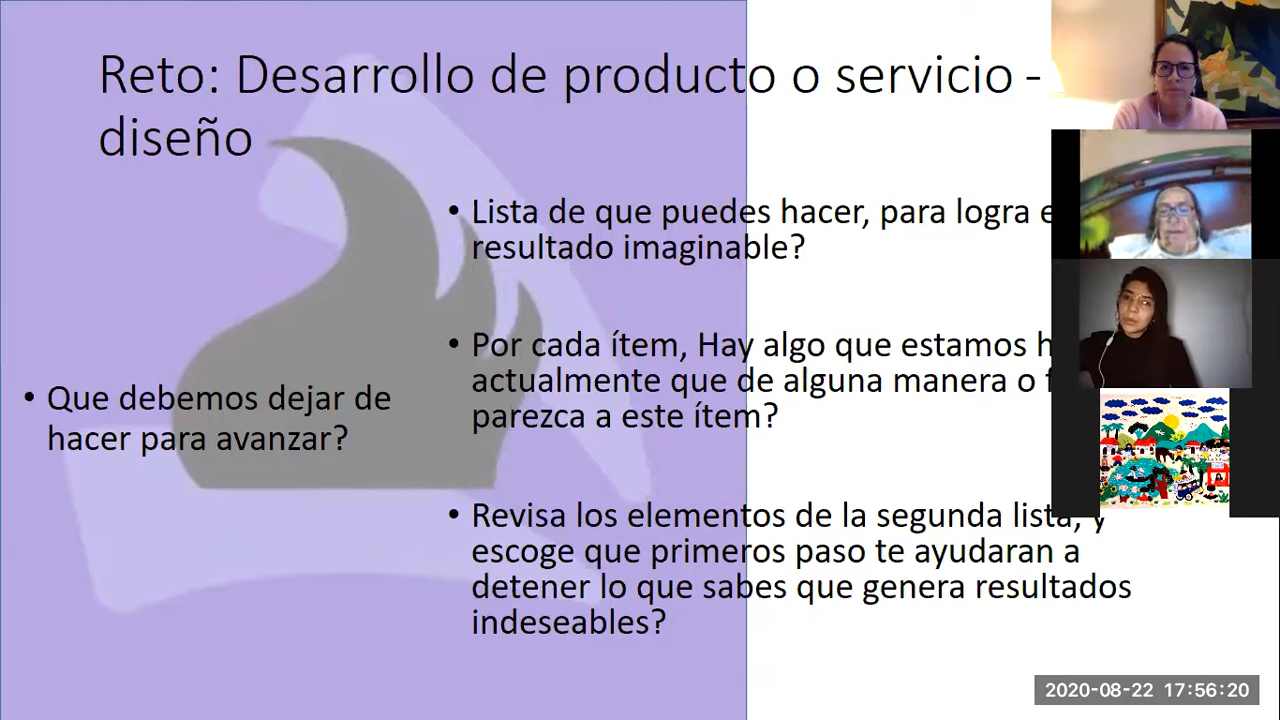 Reto: Desarrollo de producto o servicio -
diseño
• Que debemos dejar de
hacer para avanzar?
• Lista de que puedes hacer, para logra
resultado imaginable?
• Por cada ítem, Hay algo que estamos
actualmente que de alguna manera o
parezca a este ítem?
• Revisa los elementos de la segunda lista, y
escoge que primeros paso te ayudaran a
detener lo que sabes que genera resultados
indeseables?
2020-08-22 17:56:20